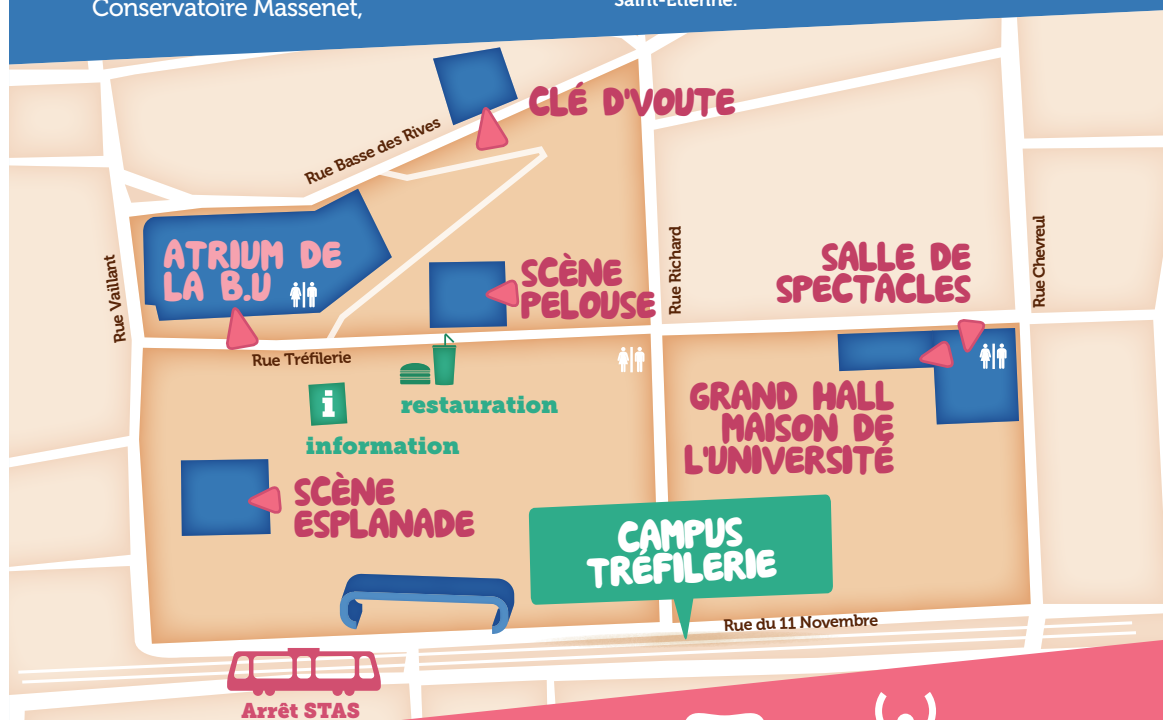 Conservatoire Massenet,
Saint-Etienne.
CLÉ D'VOUTE
Rue Basse des Rives
ATRIUM DE
LA B.U
Rue Vaillant
SCÈNE
PELOUSE
Rue Richard
SALLE DE
SPECTACLES
Rue Chevreul
Rue Tréfilerie
restauration
i
information
GRAND HALL
MAISON DE
L'UNIVERSITÉ
SCÈNE
ESPLANADE
CAMPUS
TRÉFILERIE
Rue du 11 Novembre
Arrêt STAS